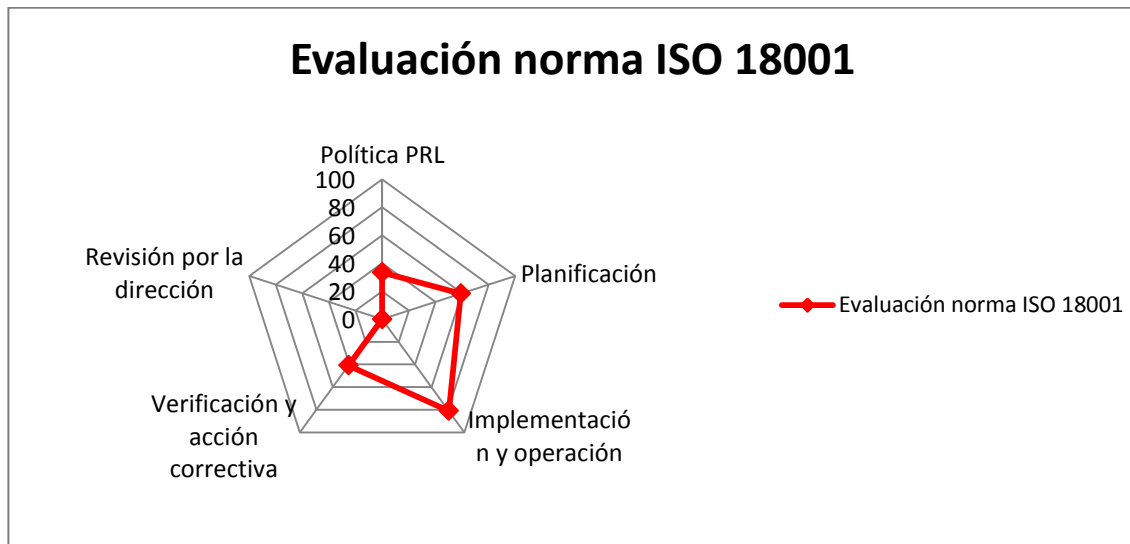 Evaluación norma ISO 18001
Política PRL
100
80
60
40
20
0
Planificación
Implementació
n y operación
Verificación y
acción
correctiva
Revisión por la
dirección
Evaluación norma ISO 18001